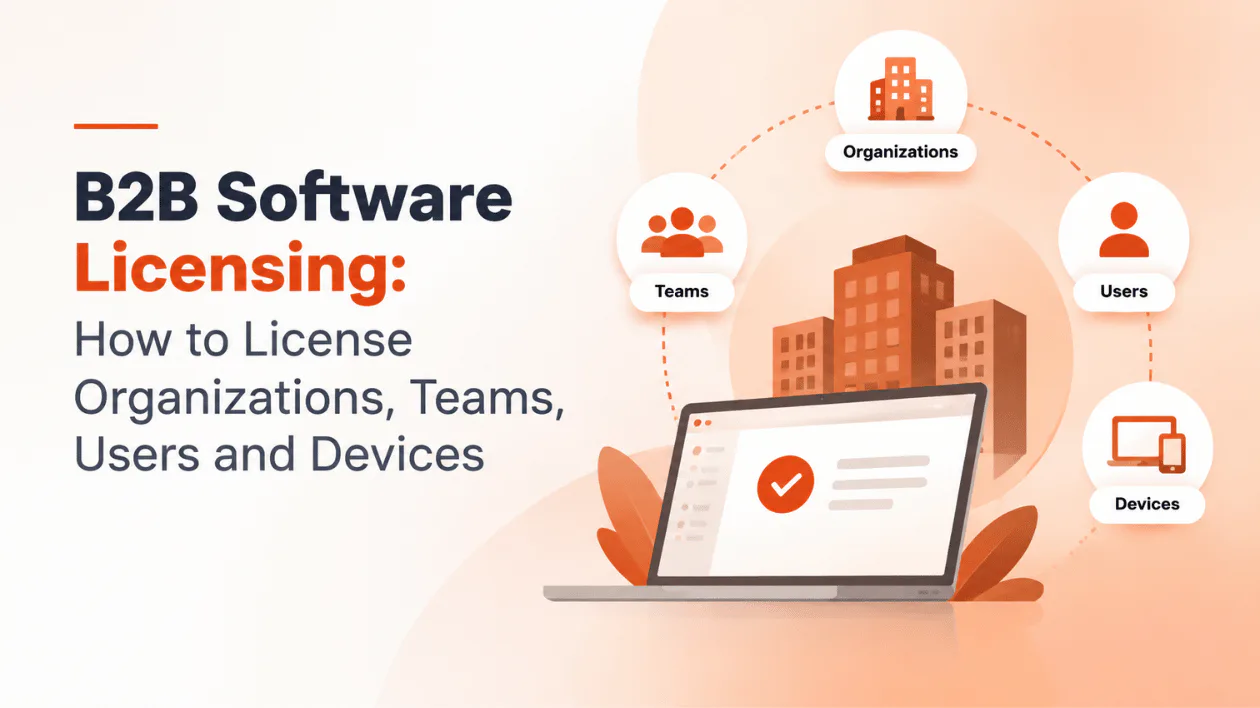 B2B Software
Licensing:
How to License
Organizations, Teams,
Users and Devices
Organizations
Teams
Users
Devices